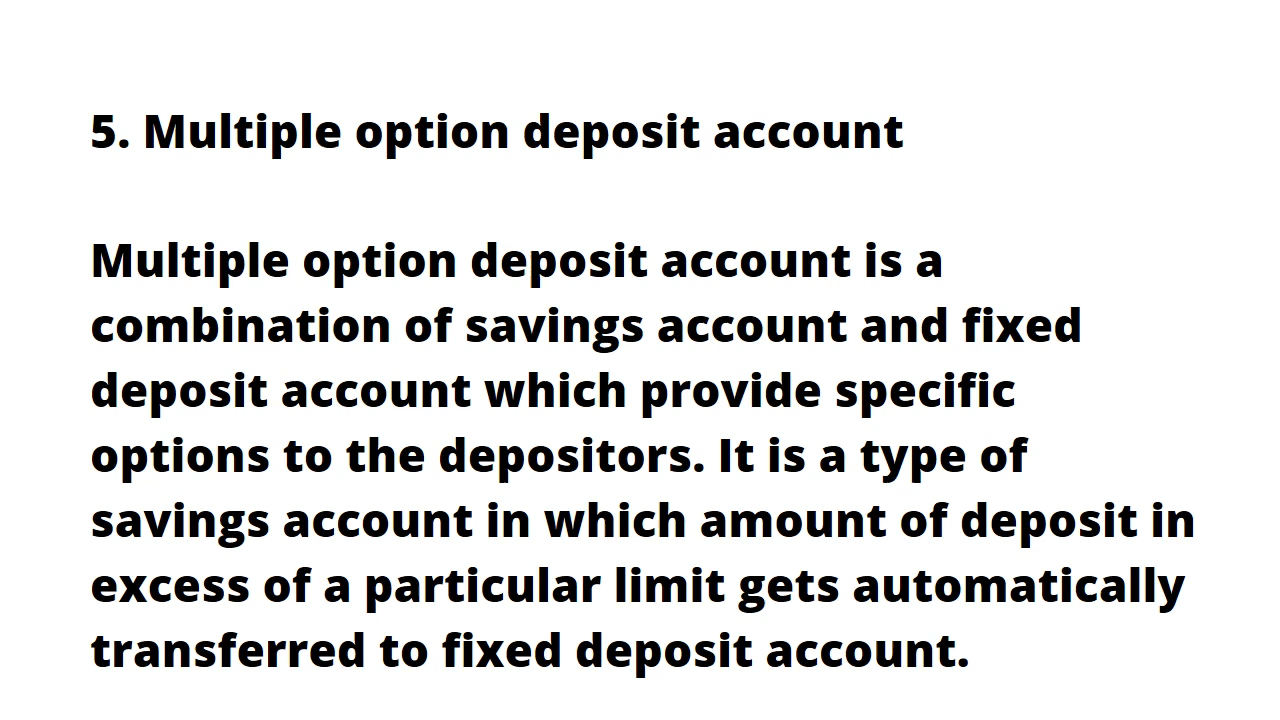 5. Multiple option deposit account
Multiple option deposit account is a
combination of savings account and fixed
deposit account which provide specific
options to the depositors. It is a type of
savings account in which amount of deposit in
excess of a particular limit gets automatically
transferred to fixed deposit account.